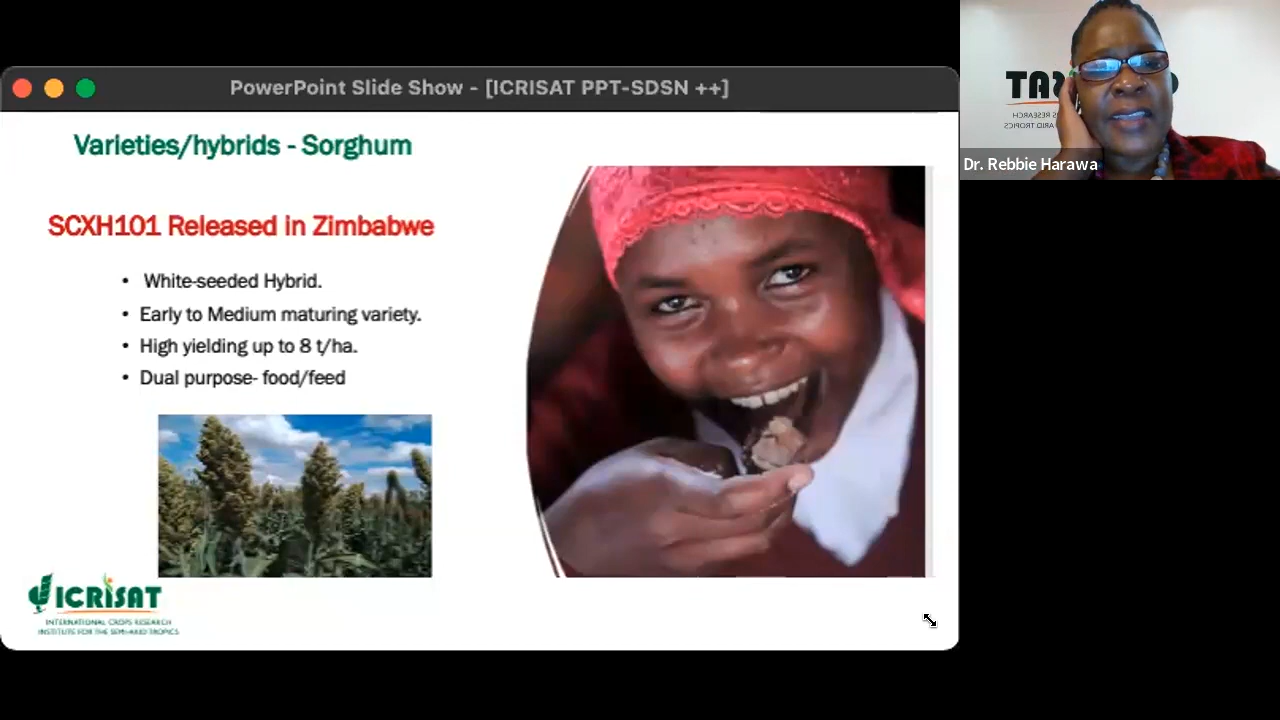 PowerPoint Slide Show - [ICRISAT PPT-SDSN ++]
Varieties/hybrids - Sorghum
SCXH101 Released in Zimbabwe
• White-seeded Hybrid.
• Early to Medium maturing variety.
• High yielding up to 8 t/ha.
• Dual purpose- food/feed
ICRISAT
INTERNATIONAL CROPS RESEARCH
INSTITUTE FOR THE SEMI-ARID TROPICS
Dr. Rebbie Harawa